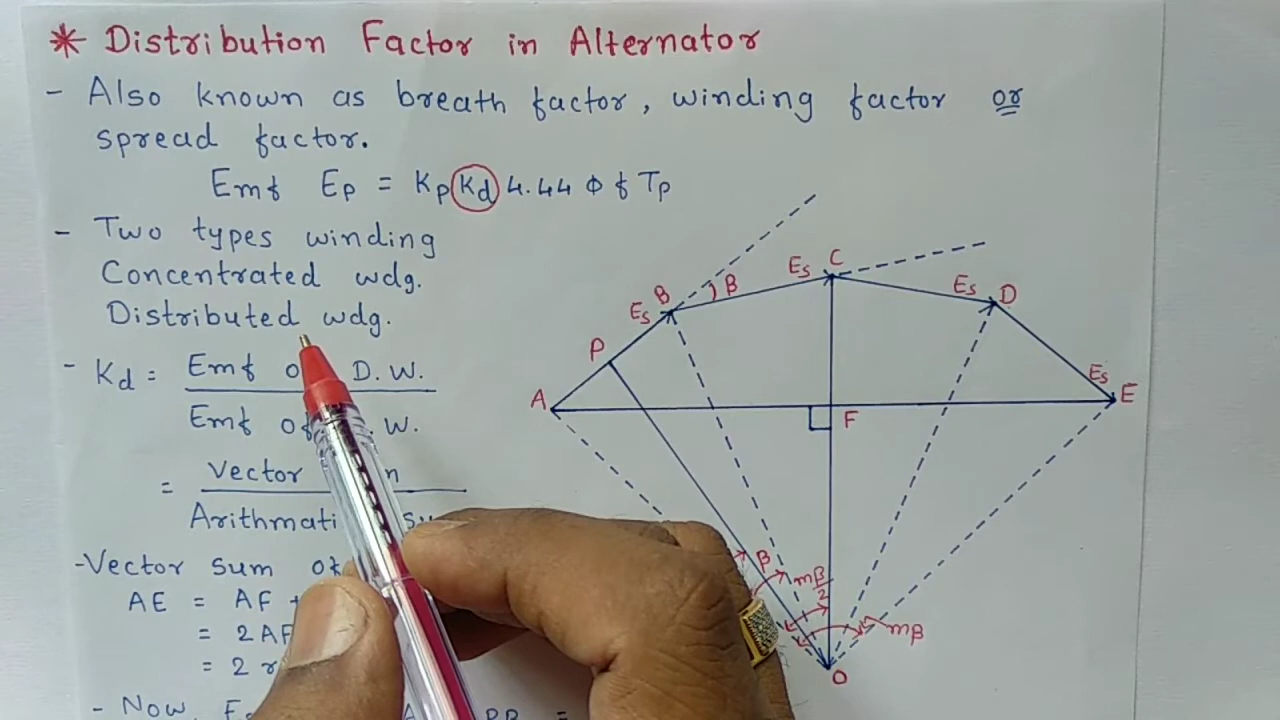 * Distribution Factor in Alternator
- Also known as breath factor, winding factor or
spread factor.
Emf Ep = Kp Kd 4.44 Φ f Tp
- Two types winding
Concentrated wdg.
Distributed wdg.
- Kd = Emf D.W.
Emf of .W.
= Vector
Arithmati
- Vector sum of
AE = AF +
= 2 AF
= 2 r
- Now,
A
P
Es
B
β
Es
C
Es
D
Es
E
F
β
mβ/2
mβ
O